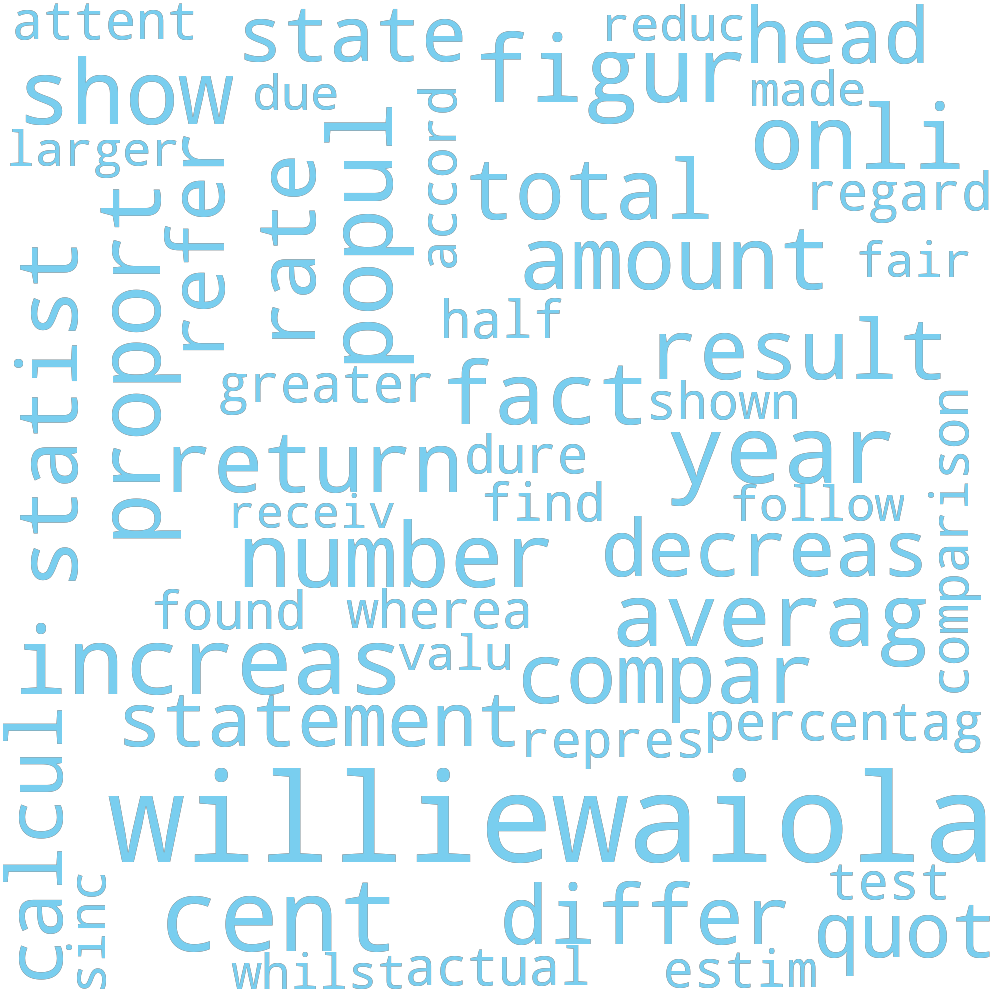 attent
state
reduc
head
show
due
figur
made
larger
accord
onli
refer
rate
popul
total
regard
proport
amount
fair
statist
half
result
greater
fact
shown
year
return
dure
comparison
receiv
find
follow
number
decreas
found
wherea
averag
increas
valu
compar
statement
repres
percentag
calcul
williewaiola
sinc
cent
differ
test
quot
whilst
actual
estim